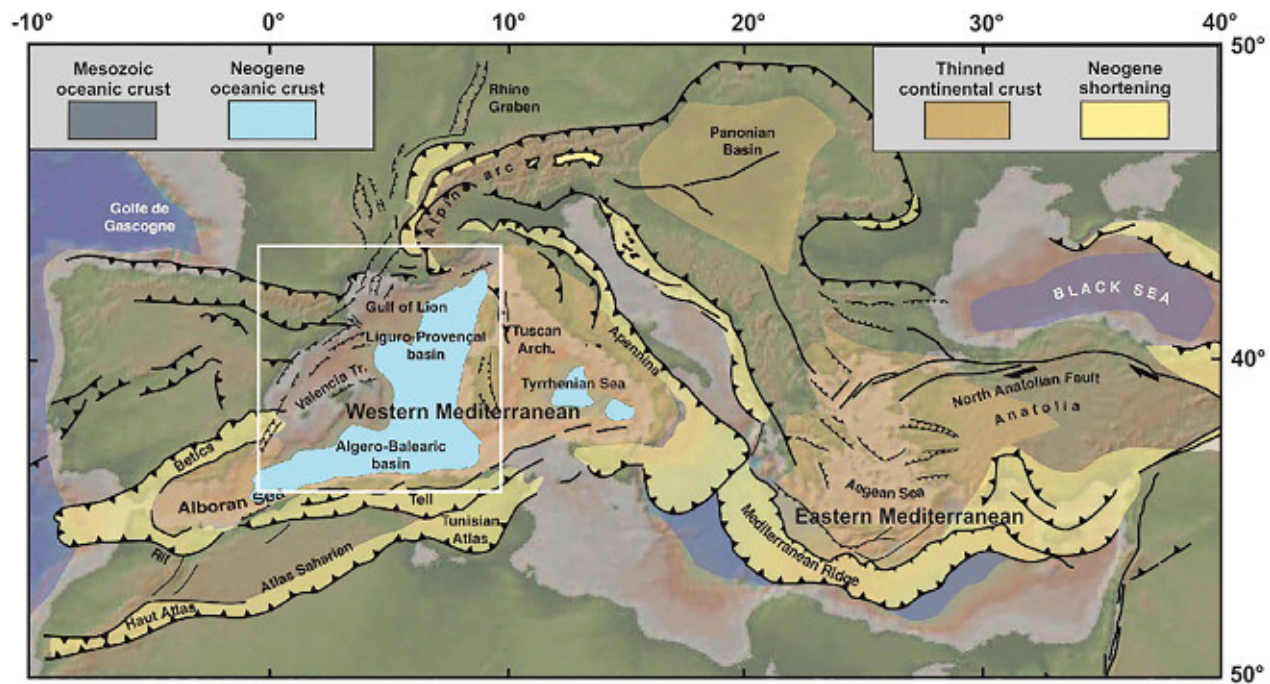 -10°
0°
10°
20°
30°
40°
50°
Mesozoic
oceanic crust
Neogene
oceanic crust
Thinned
continental crust
Neogene
shortening
Rhine
Graben
Panonian
Basin
Alpine arc
Golfe de
Gascogne
BLACK SEA
Gulf of Lion
Liguro-Provençal
basin
Tuscan
Arch.
Apennina
40°
Valencia Tr.
Tyrrhenian Sea
North Anatolian Fault
Anatolia
Western Mediterranean
Algero-Balearic
basin
Betics
Alboran Sea
Aegean Sea
Tell
Eastern Mediterranean
Tunisian
Atlas
Mediterranean Ridge
Rif
Atlas Saharian
Haut Atlas
50°